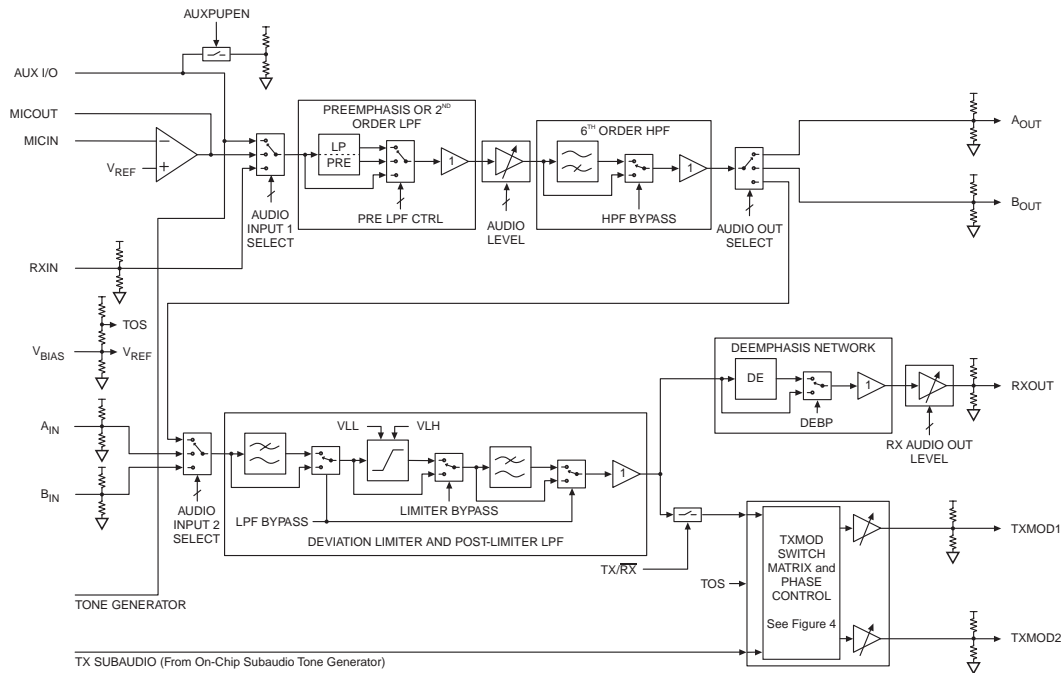 AUXPUPEN
AUX I/O
MICOUT
MICIN
VREF
−
+
AUDIO
INPUT 1
SELECT
PREEMPHASIS OR 2ND
ORDER LPF
LP
PRE
1
PRE LPF CTRL
AUDIO
LEVEL
6TH ORDER HPF
1
HPF BYPASS
AUDIO OUT
SELECT
AOUT
BOUT
RXIN
TOS
VBIAS
VREF
AIN
BIN
AUDIO
INPUT 2
SELECT
VLL
VLH
LPF BYPASS
LIMITER BYPASS
1
DEVIATION LIMITER AND POST-LIMITER LPF
DEEMPHASIS NETWORK
DE
1
DEBP
RX AUDIO OUT
LEVEL
RXOUT
TX/RX
TOS
TXMOD
SWITCH
MATRIX and
PHASE
CONTROL
See Figure 4
TXMOD1
TXMOD2
TONE GENERATOR
TX SUBAUDIO (From On-Chip Subaudio Tone Generator)